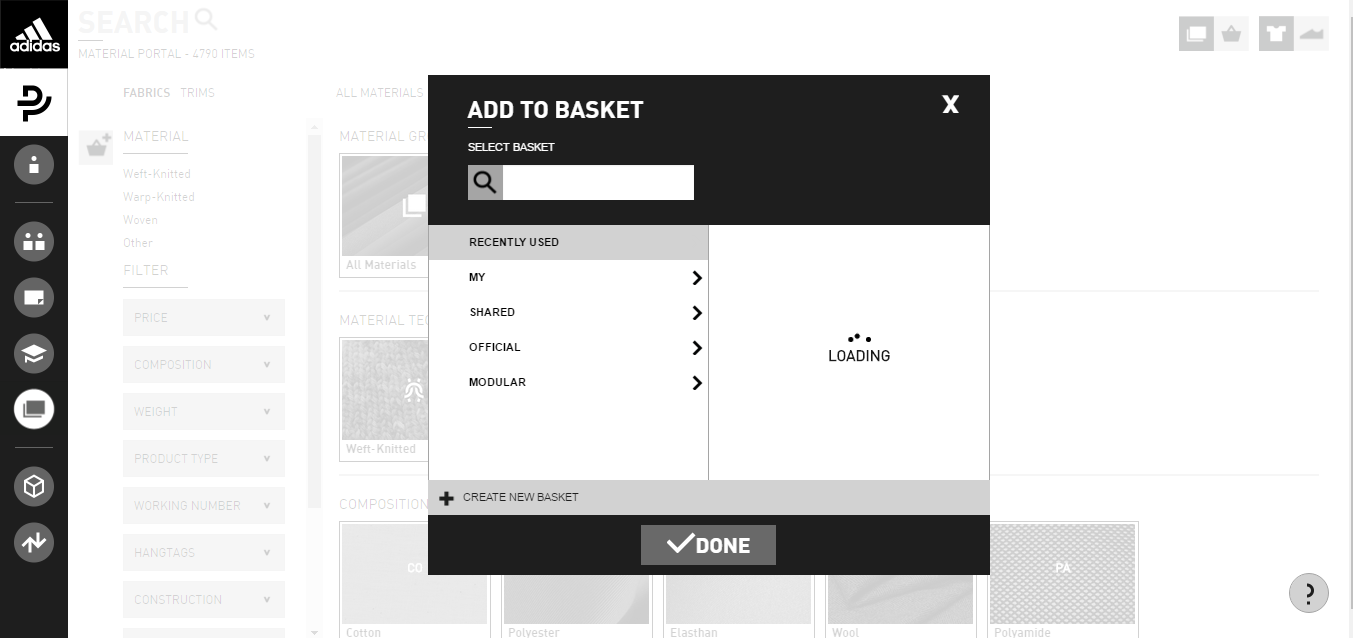 adidas
SEARCH
MATERIAL PORTAL - 4790 ITEMS
FABRICS TRIMS
MATERIAL
Weft-Knitted
Warp-Knitted
Woven
Other
FILTER
PRICE
COMPOSITION
WEIGHT
PRODUCT TYPE
WORKING NUMBER
HANGTAGS
CONSTRUCTION
ALL MATERIALS
MATERIAL GR
All Materials
MATERIAL TEC
Weft-Knitted
COMPOSITION
CO
Cotton
Polyester
Elasthan
Wool
PA
Polyamide
ADD TO BASKET
X
SELECT BASKET
RECENTLY USED
MY
SHARED
OFFICIAL
MODULAR
LOADING
CREATE NEW BASKET
DONE
?